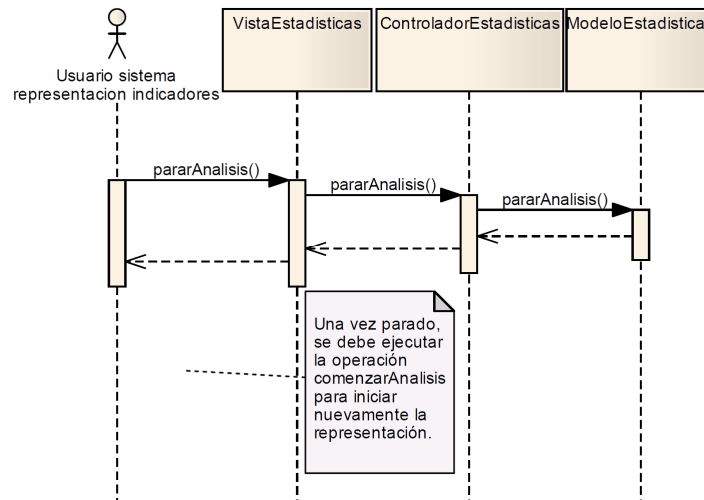 VistaEstadisticas
ControladorEstadisticas
ModeloEstadistica
Usuario sistema
representacion indicadores
pararAnalisis()
pararAnalisis()
pararAnalisis()
Una vez parado,
se debe ejecutar
la operación
comenzarAnalisis
para iniciar
nuevamente la
representación.